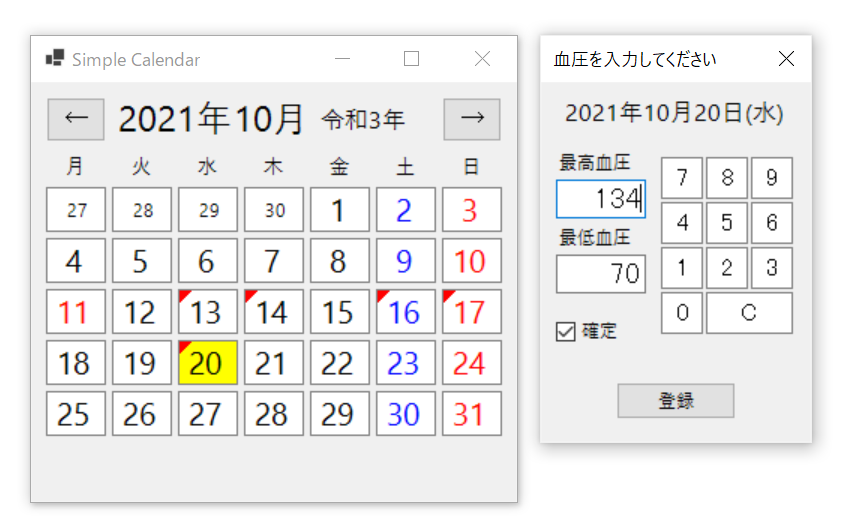 Simple Calendar
← 2021年10月 令和3年 →
月 火 水 木 金 土 日
27 28 29 30 1 2 3
4 5 6 7 8 9 10
11 12 13 14 15 16 17
18 19 20 21 22 23 24
25 26 27 28 29 30 31
血圧を入力してください
2021年10月20日(水)
最高血圧
134
最低血圧
70
確定
7 8 9
4 5 6
1 2 3
0 C
登録